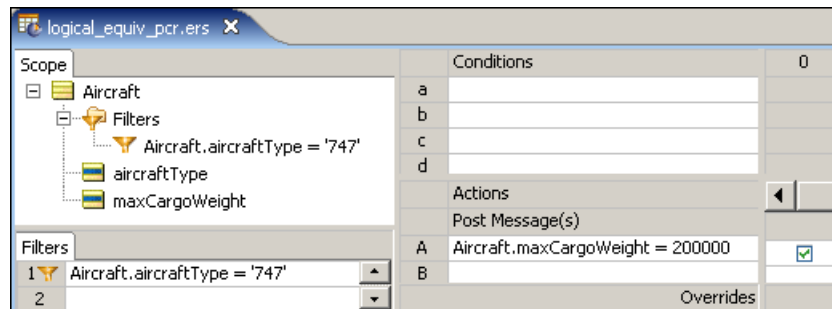 logical_equiv_pcr.ers
Scope
Aircraft
Filters
Aircraft.aircraftType = '747'
aircraftType
maxCargoWeight
Filters
1 Aircraft.aircraftType = '747'
2
Conditions 0
a
b
c
d
Actions
Post Message(s)
A Aircraft.maxCargoWeight = 200000
B
Overrides